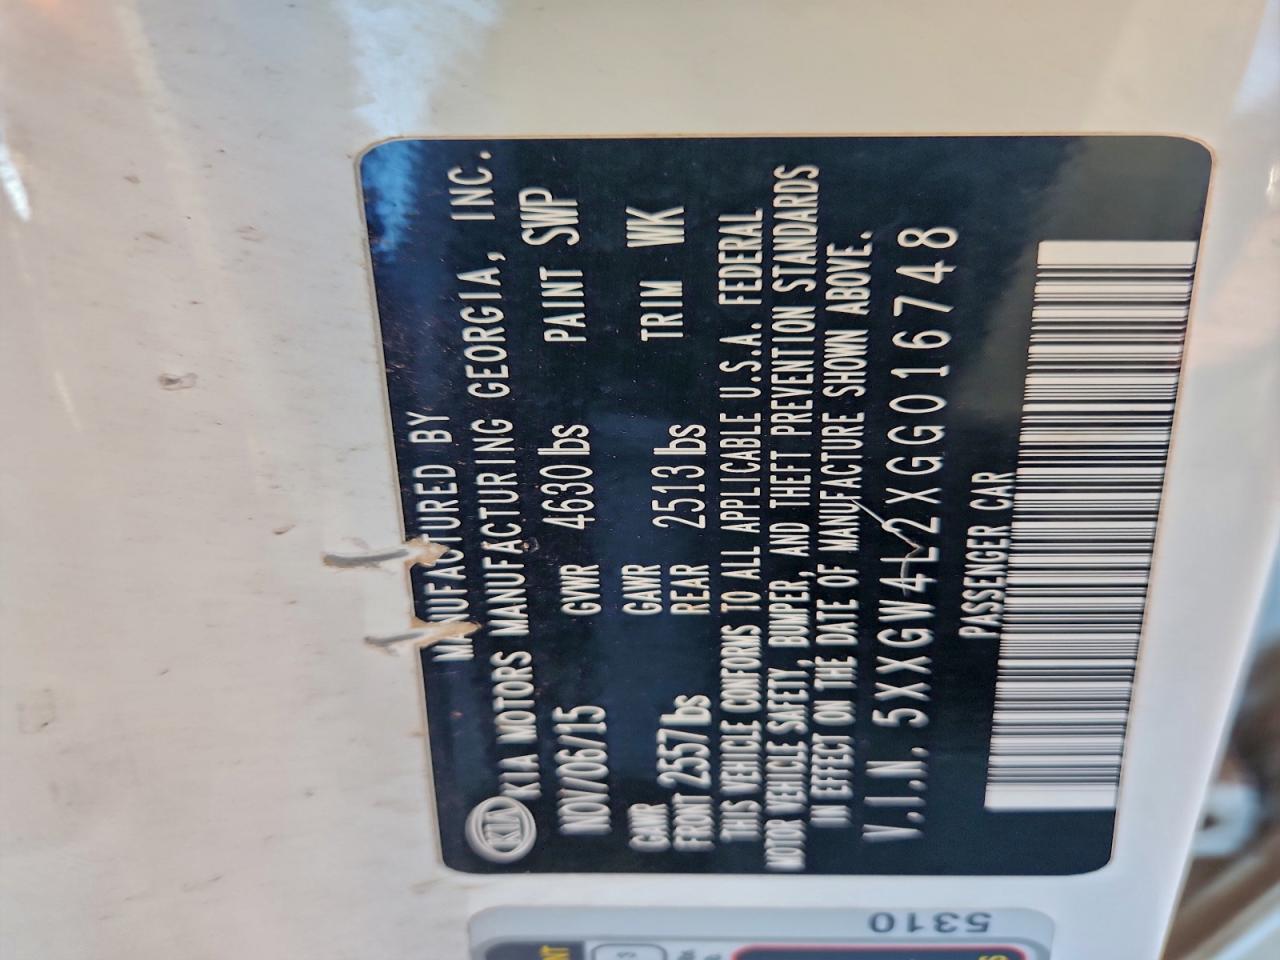 MANUFACTURED BY
KIA KIA MOTORS MANUFACTURING GEORGIA, INC.
NOV/06/15 GVWR 4630 lbs PAINT SWP
GAWR GAWR
FRONT 2557 lbs REAR 2513 lbs TRIM WK
THIS VEHICLE CONFORMS TO ALL APPLICABLE U.S.A. FEDERAL
MOTOR VEHICLE SAFETY, BUMPER, AND THEFT PREVENTION STANDARDS
IN EFFECT ON THE DATE OF MANUFACTURE SHOWN ABOVE.
V.I.N. 5XXGW4L2XGG016748
PASSENGER CAR
5310